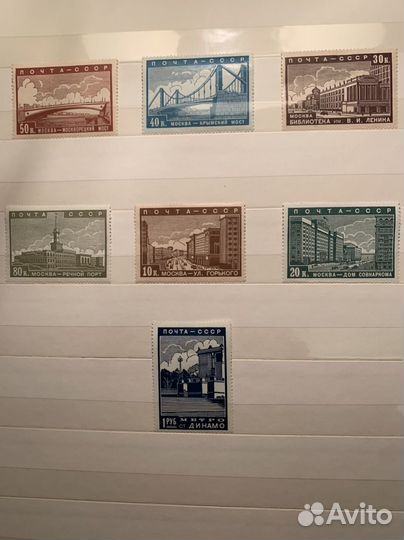 ПОЧТА-СССР
50 К. МОСКВА-МОСКВОРЕЦКИЙ МОСТ
ПОЧТА-СССР
40 К. МОСКВА-КРЫМСКИЙ МОСТ
ПОЧТА-СССР 30 К.
МОСКВА
БИБЛИОТЕКА ИМ. В.И. ЛЕНИНА
ПОЧТА СССР
80 К. МОСКВА-РЕЧНОЙ ПОРТ
ПОЧТА-СССР
10 К. МОСКВА-УЛ. ГОРЬКОГО
ПОЧТА-СССР
20 К. МОСКВА-ДОМ СОВНАРКОМА
ПОЧТА-СССР
1 РУБ МЕТРО
СТ ДИНАМО
Avito